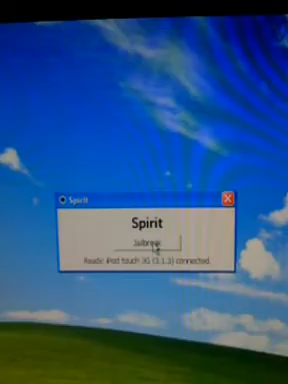 Spirit
Spirit
Jailbreak
Ready: iPod touch 3G (3.1.3) connected.